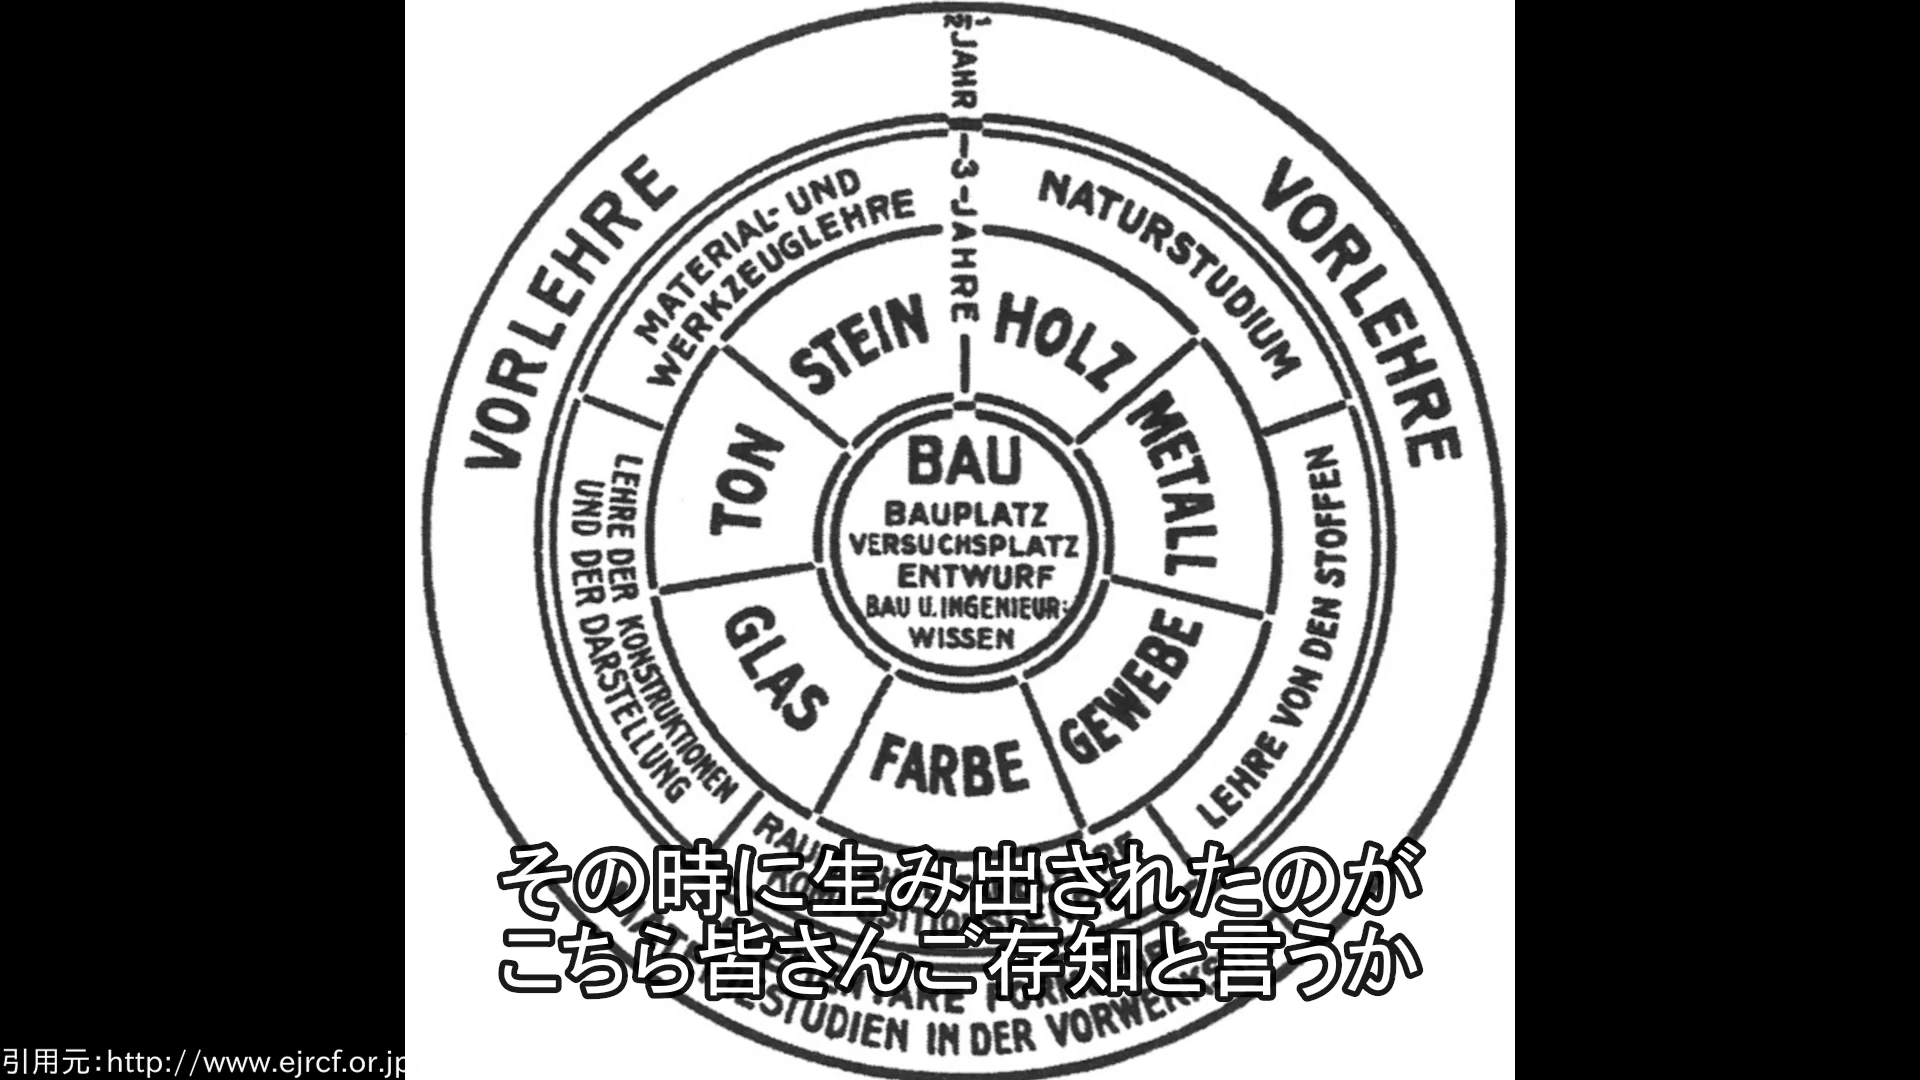 1/2 JAHR
-3-JAHRE
VORLEHRE
VORLEHRE
MATERIAL- UND
WERKZEUGLEHRE
NATURSTUDIUM
LEHRE VON DEN STOFFEN
LEHRE DER KONSTRUKTIONEN
UND DER DARSTELLUNG
STEIN
HOLZ
METALL
GEWEBE
FARBE
GLAS
TON
BAU
BAUPLATZ
VERSUCHSPLATZ
ENTWURF
BAU U. INGENIEUR-
WISSEN
IN DER
その時に生み出されたのが
こちら皆さんご存知と言うか
引用元:http://www.ejrcf.or.jp